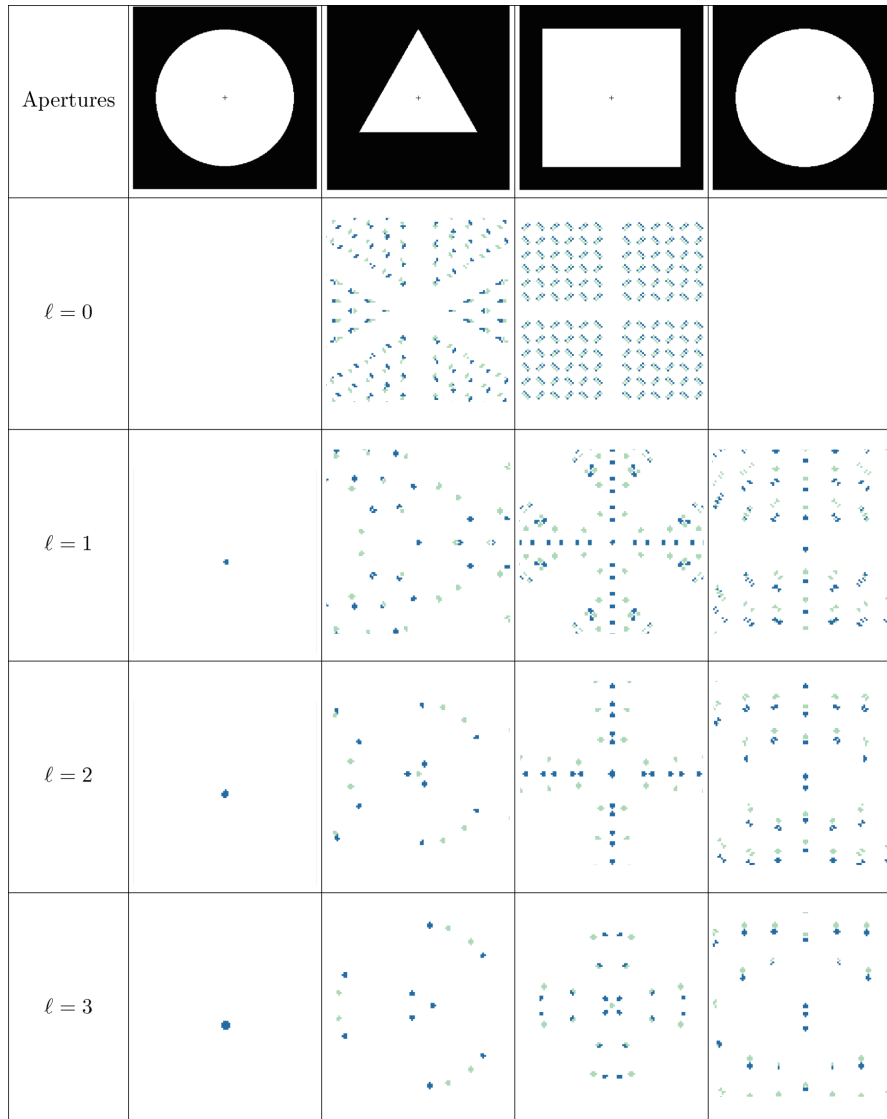 Apertures
ℓ = 0
ℓ = 1
ℓ = 2
ℓ = 3